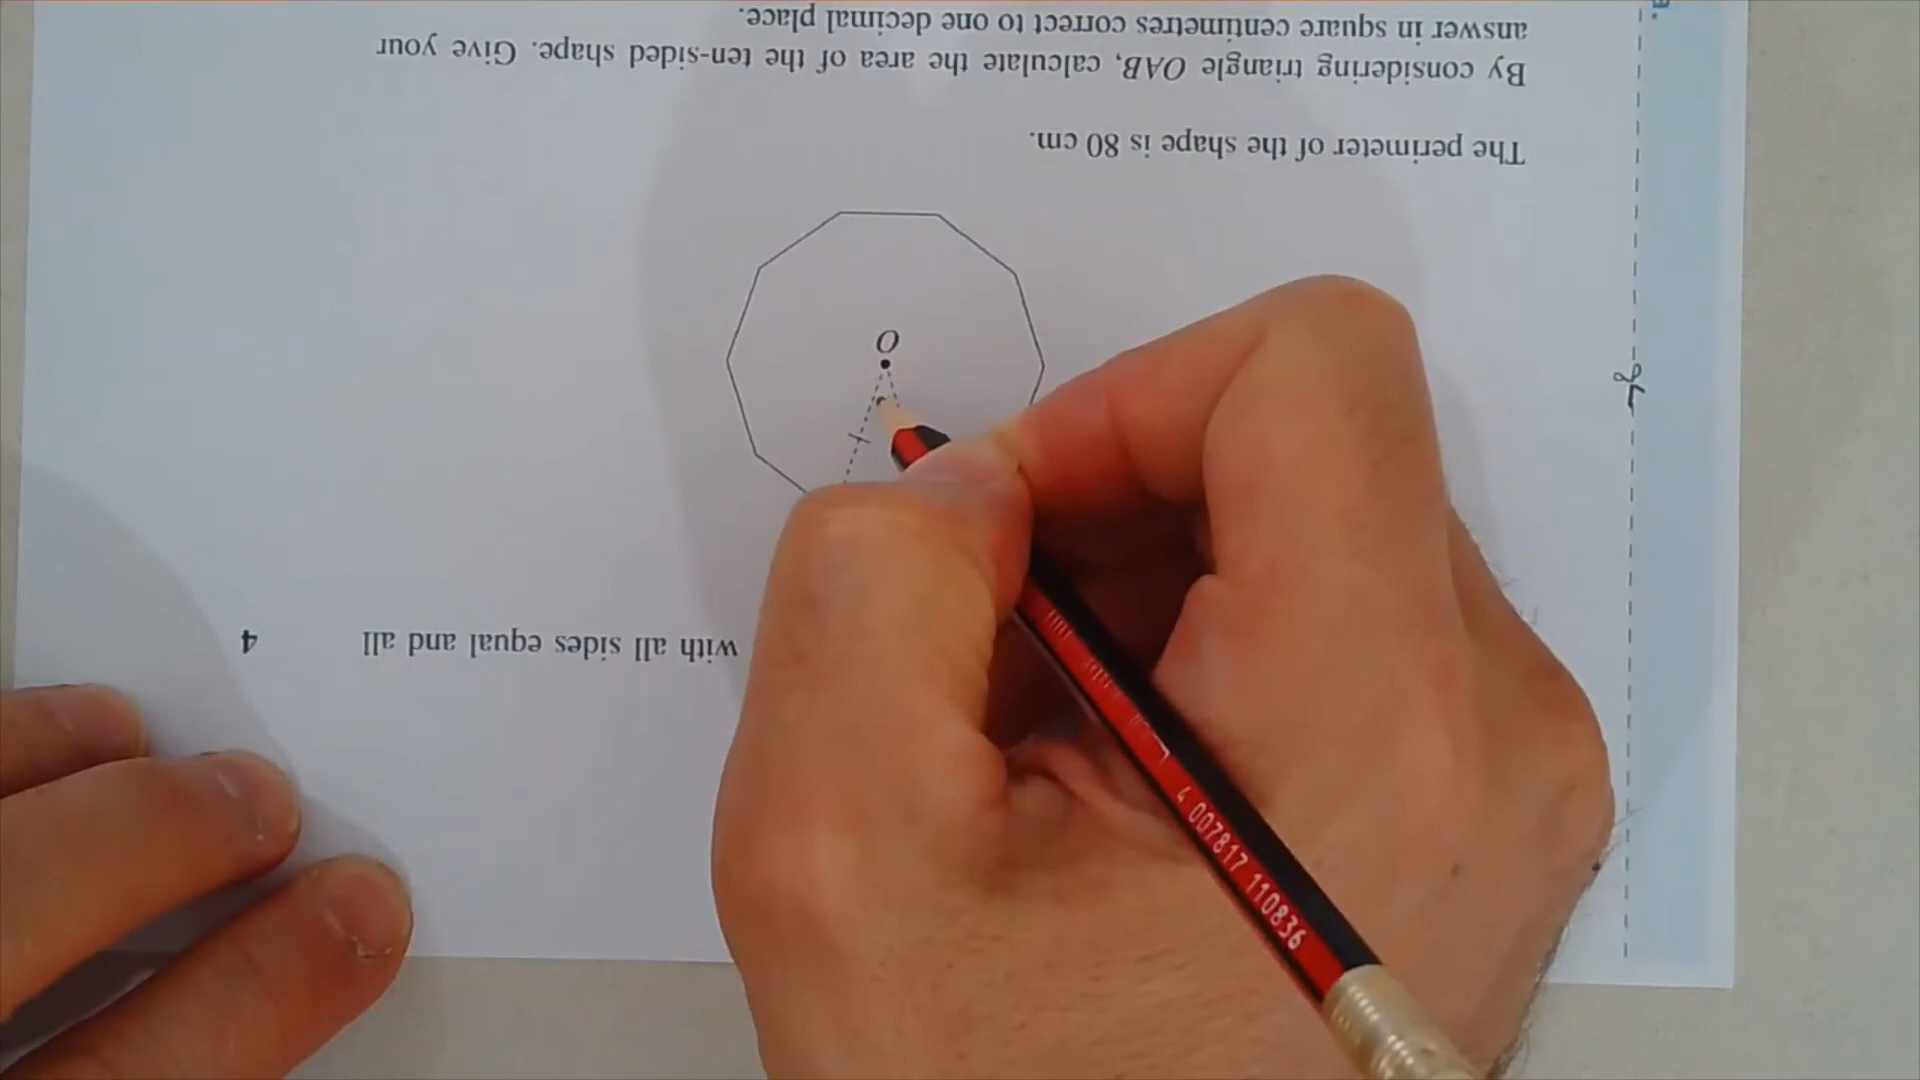 with all sides equal and all 4
O
The perimeter of the shape is 80 cm.
By considering triangle OAB, calculate the area of the ten-sided shape. Give your
answer in square centimetres correct to one decimal place.
4 007817 110836